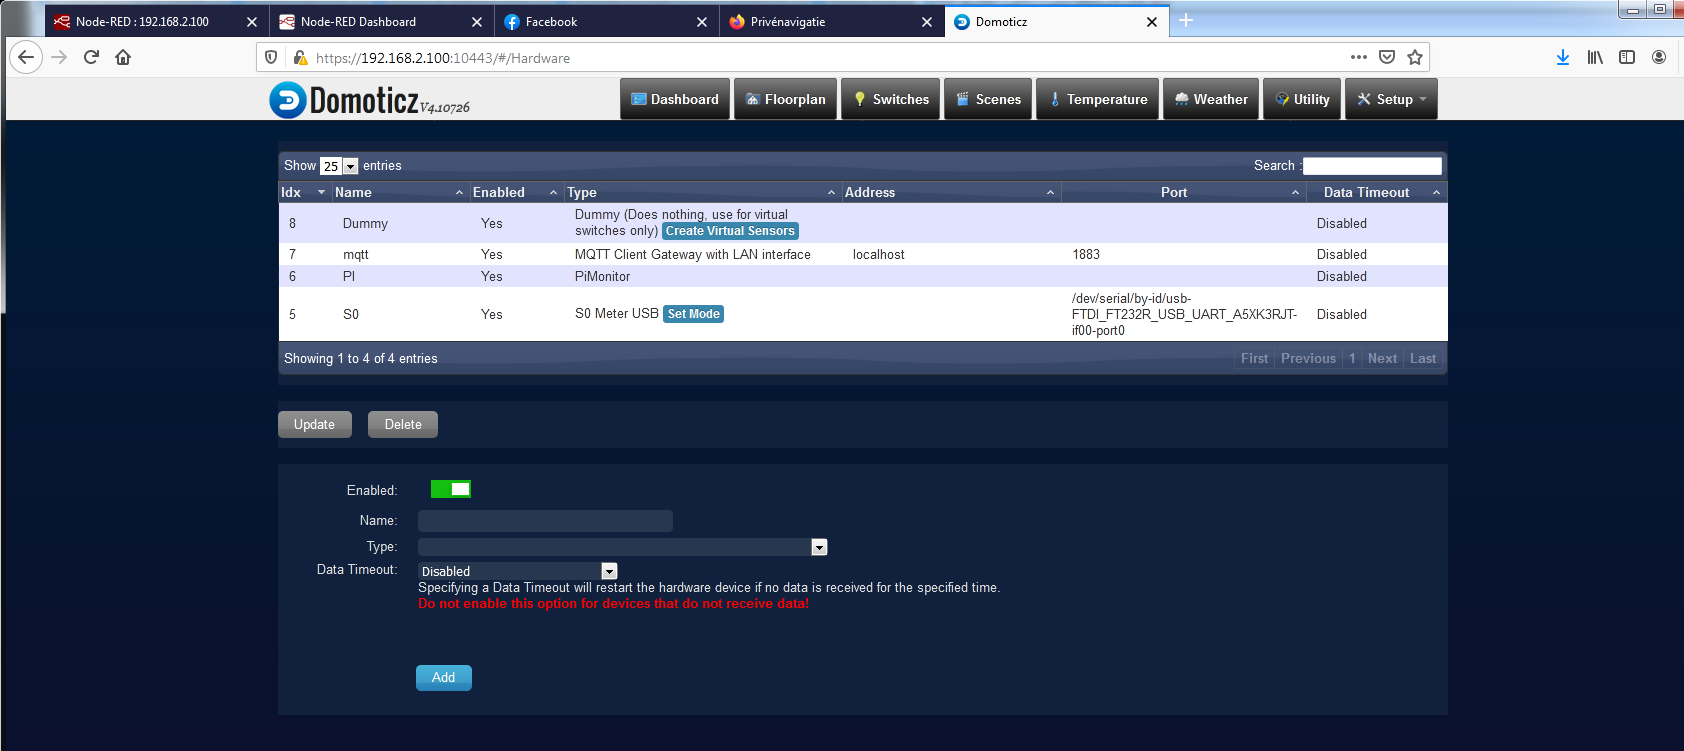 Node-RED : 192.168.2.100
Node-RED Dashboard
Facebook
Privénavigatie
Domoticz
https://192.168.2.100:10443/#/Hardware
Domoticz V4.10726
Dashboard
Floorplan
Switches
Scenes
Temperature
Weather
Utility
Setup
Show 25 entries
Search :
Idx Name Enabled Type Address Port Data Timeout
8 Dummy Yes Dummy (Does nothing, use for virtual switches only) Create Virtual Sensors Disabled
7 mqtt Yes MQTT Client Gateway with LAN interface localhost 1883 Disabled
6 PI Yes PiMonitor Disabled
5 S0 Yes S0 Meter USB Set Mode /dev/serial/by-id/usb-FTDI_FT232R_USB_UART_A5XK3RJT-if00-port0 Disabled
Showing 1 to 4 of 4 entries
First Previous 1 Next Last
Update
Delete
Enabled:
Name:
Type:
Data Timeout: Disabled
Specifying a Data Timeout will restart the hardware device if no data is received for the specified time.
Do not enable this option for devices that do not receive data!
Add